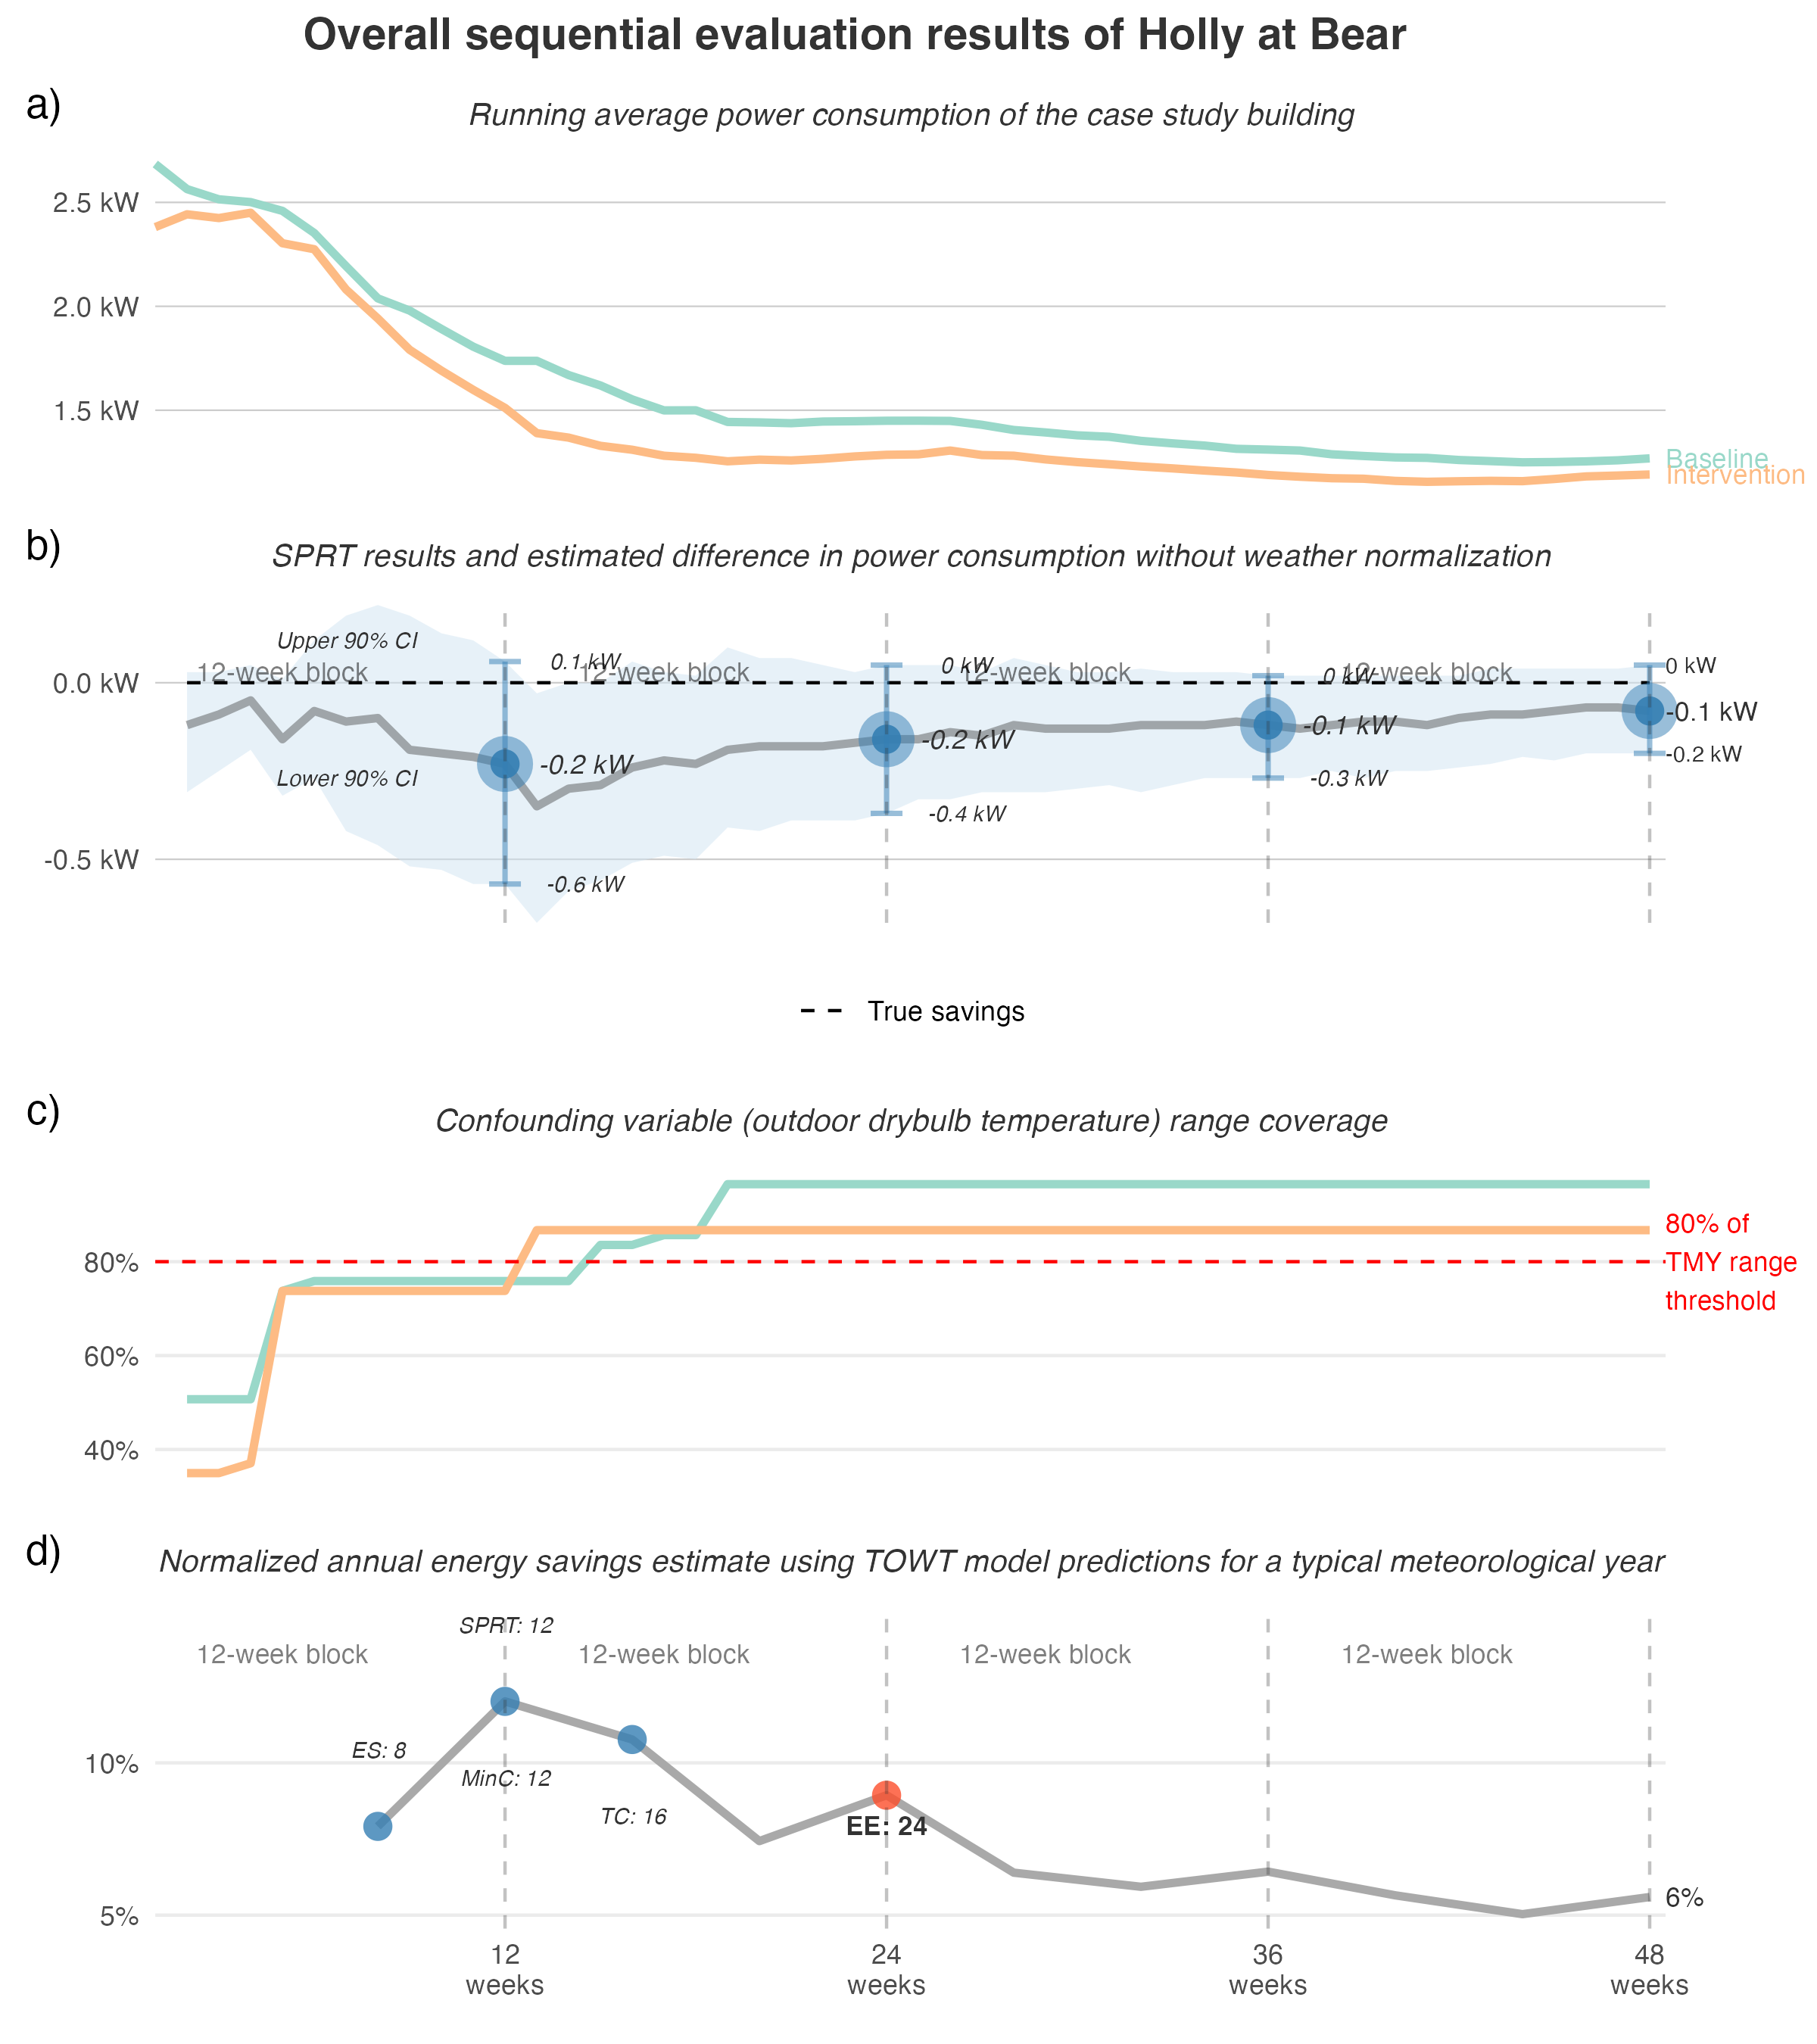 Overall sequential evaluation results of Holly at Bear
a)
Running average power consumption of the case study building
2.5 kW
2.0 kW
1.5 kW
Baseline
Intervention
b)
SPRT results and estimated difference in power consumption without weather normalization
Upper 90% CI
0.1 kW
0 kW
0 kW
0 kW
12-week block
12-week block
12-week block
12-week block
0.0 kW
-0.2 kW
-0.2 kW
-0.1 kW
-0.1 kW
Lower 90% CI
-0.6 kW
-0.4 kW
-0.3 kW
-0.2 kW
-0.5 kW
True savings
c)
Confounding variable (outdoor drybulb temperature) range coverage
80%
60%
40%
80% of
TMY range
threshold
d)
Normalized annual energy savings estimate using TOWT model predictions for a typical meteorological year
SPRT: 12
12-week block
12-week block
12-week block
12-week block
ES: 8
10%
MinC: 12
TC: 16
EE: 24
6%
5%
12
weeks
24
weeks
36
weeks
48
weeks